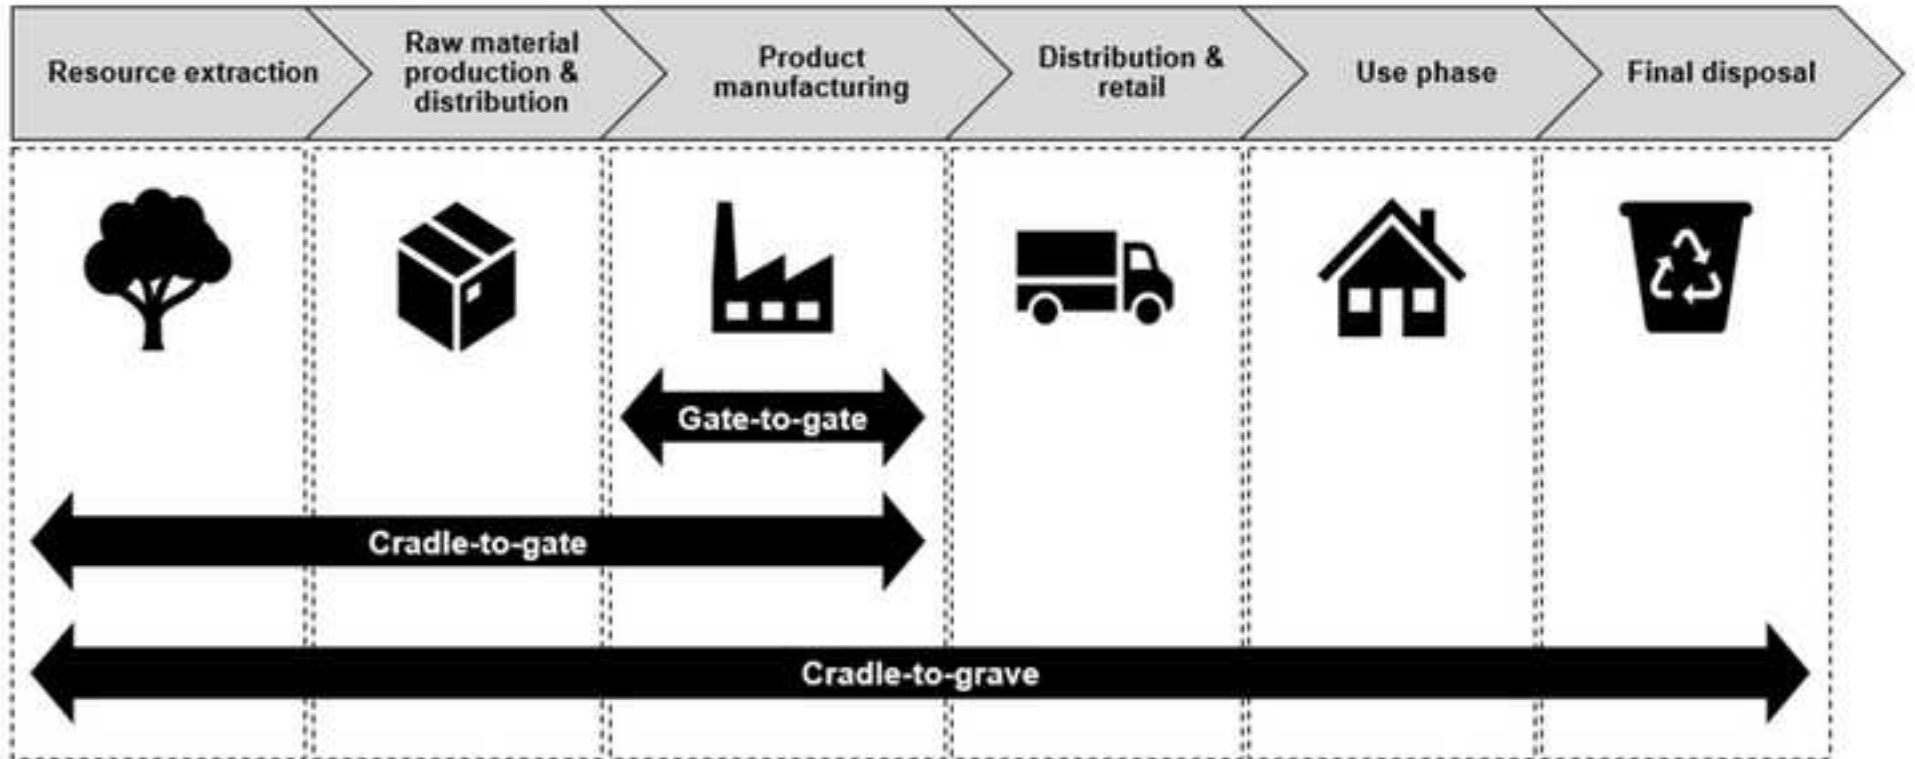 Resource extraction
Raw material
production &
distribution
Product
manufacturing
Distribution &
retail
Use phase
Final disposal
Gate-to-gate
Cradle-to-gate
Cradle-to-grave